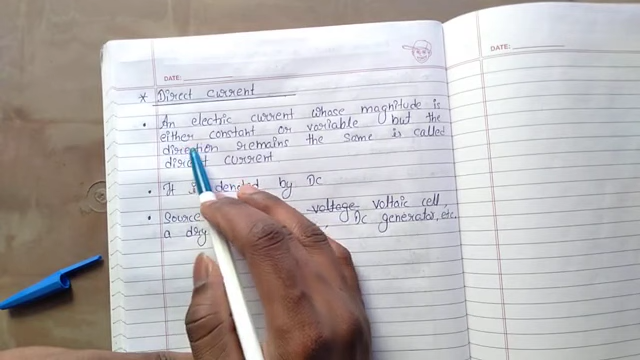 DATE:
DATE:
* Direct current
• An electric current whose magnitude is
either constant or variable but the
direction remains the same is called
direct current
• It is denoted by Dc
• Source voltage voltaic cell,
a dry Dc generator, etc.